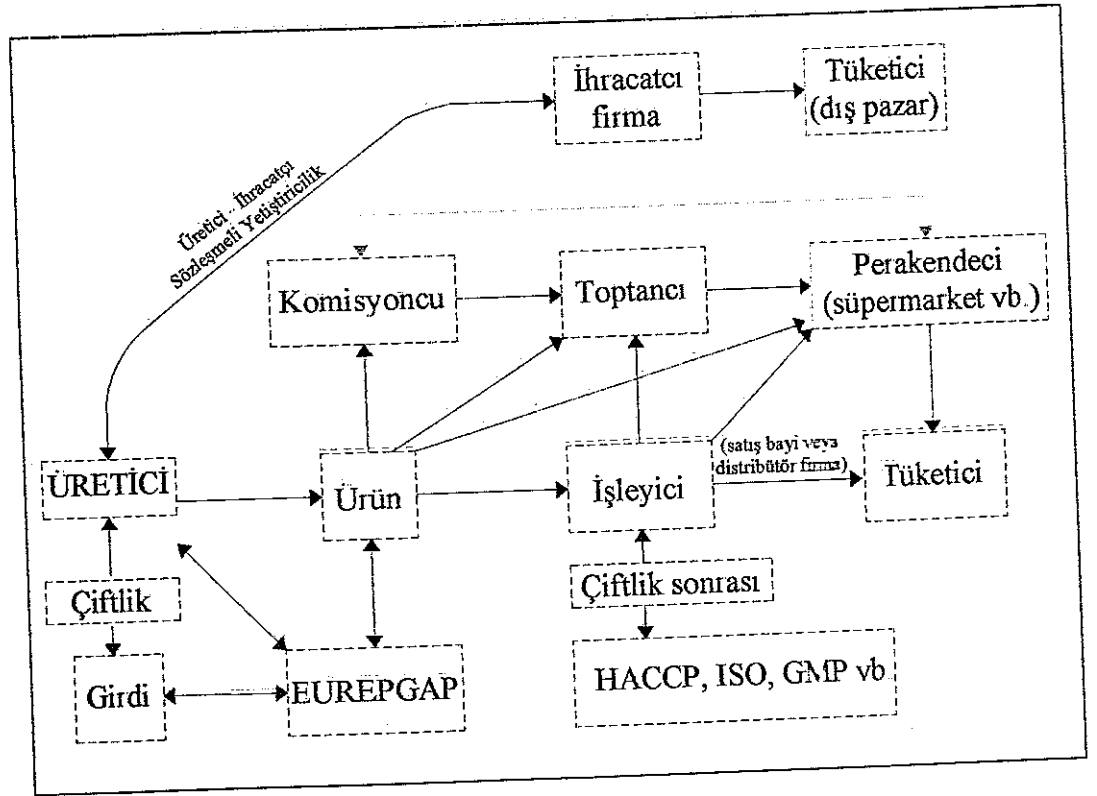 İhracatcı
firma
Tüketici
(dış pazar)
Üretici - İhracatçı
Sözleşmeli Yetiştiricilik
Komisyoncu
Toptancı
Perakendeci
(süpermarket vb.)
ÜRETİCİ
Ürün
İşleyici
(satış bayi veya
distribütör firma)
Tüketici
Çiftlik
Çiftlik sonrası
Girdi
EUREPGAP
HACCP, ISO, GMP vb